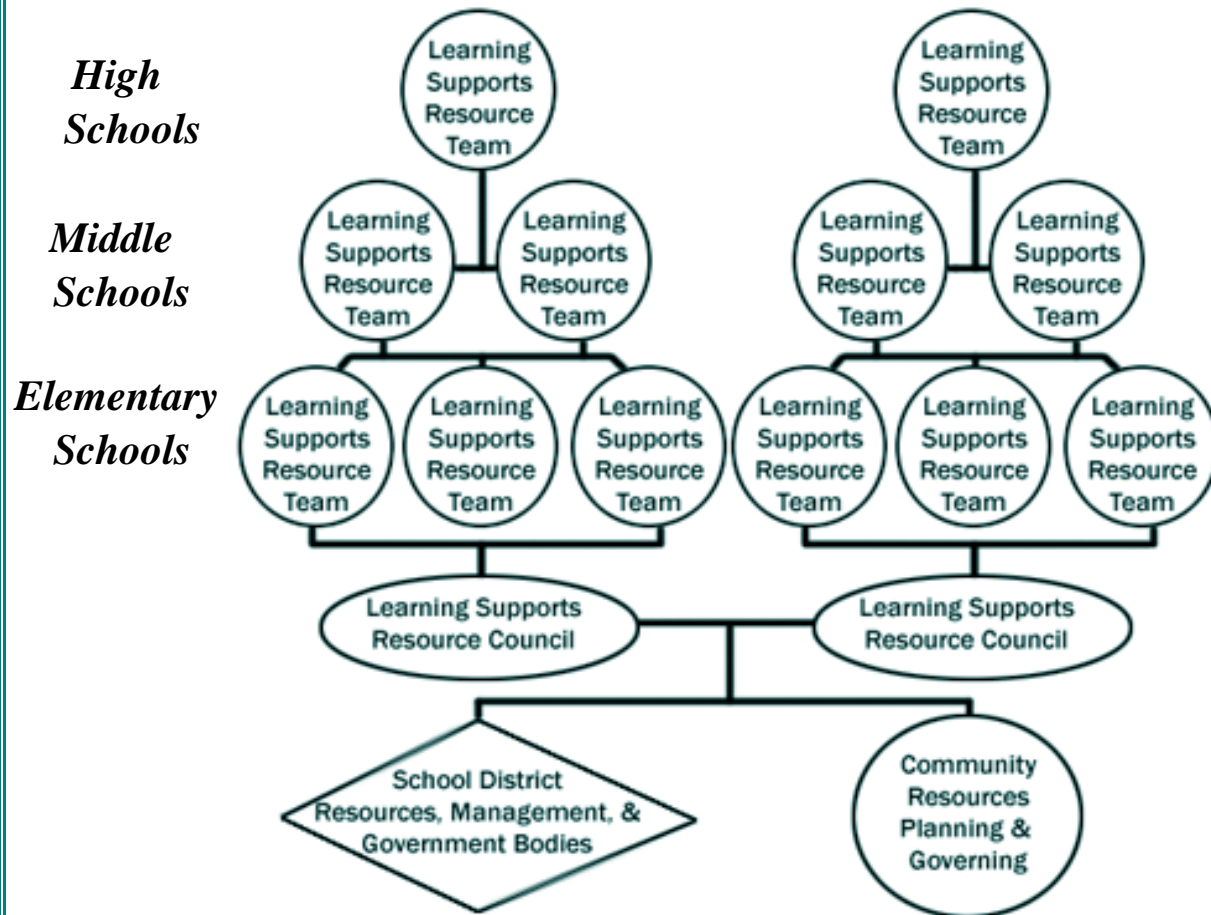 High
Schools
Learning
Supports
Resource
Team
Learning
Supports
Resource
Team
Middle
Schools
Learning
Supports
Resource
Team
Learning
Supports
Resource
Team
Learning
Supports
Resource
Team
Learning
Supports
Resource
Team
Elementary
Schools
Learning
Supports
Resource
Team
Learning
Supports
Resource
Team
Learning
Supports
Resource
Team
Learning
Supports
Resource
Team
Learning
Supports
Resource
Team
Learning
Supports
Resource
Team
Learning Supports
Resource Council
Learning Supports
Resource Council
School District
Resources, Management, &
Government Bodies
Community
Resources
Planning &
Governing